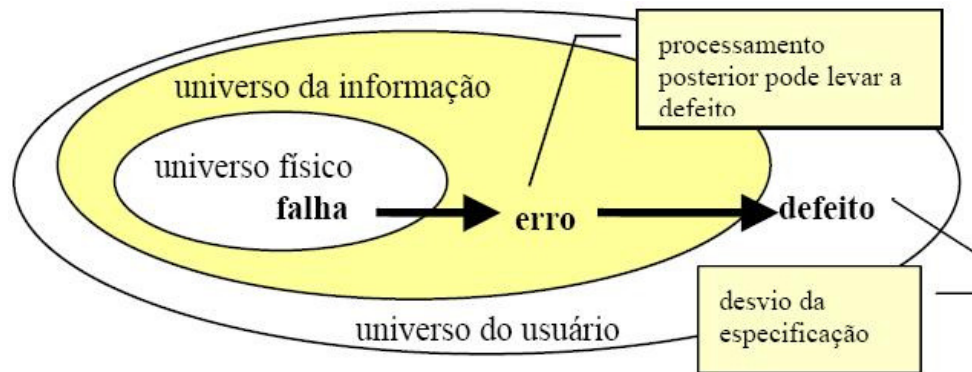 processamento
posterior pode levar a
defeito
universo da informação
universo físico
falha
erro
defeito
desvio da
especificação
universo do usuário